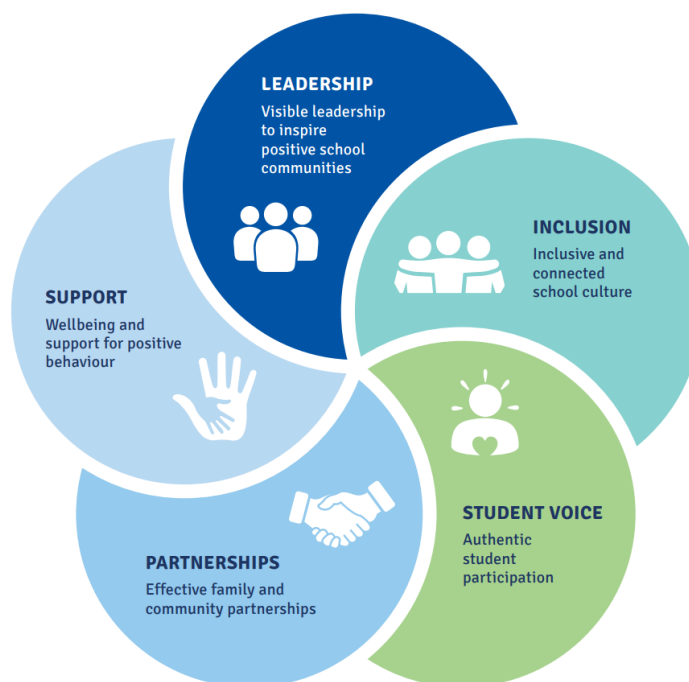 LEADERSHIP
Visible leadership
to inspire
positive school
communities
INCLUSION
Inclusive and
connected
school culture
STUDENT VOICE
Authentic
student
participation
PARTNERSHIPS
Effective family and
community partnerships
SUPPORT
Wellbeing and
support for positive
behaviour